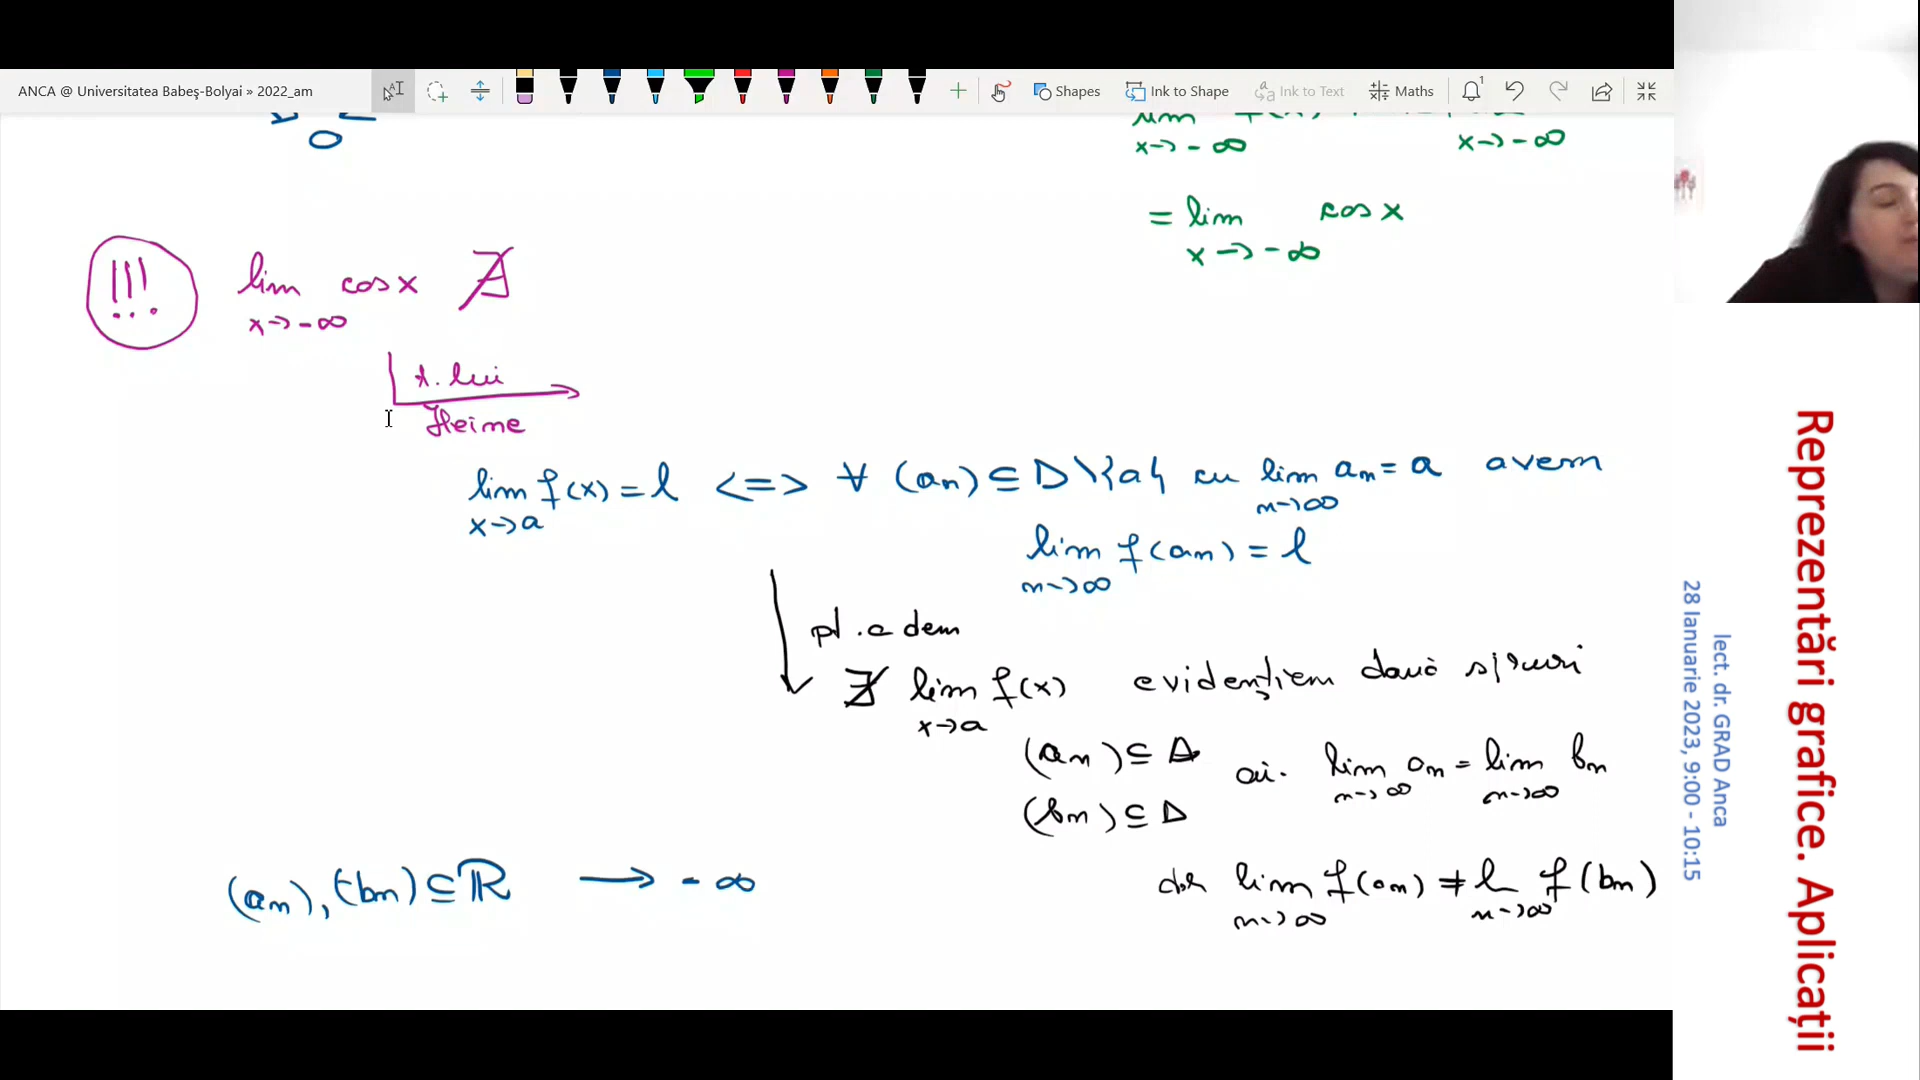 ANCA @ Universitatea Babeş-Bolyai » 2022_am
Shapes
Ink to Shape
Ink to Text
Maths
1
x→-∞
x→-∞
= lim cos x
x→-∞
!!!
lim cos x ∄
x→-∞
t. lui
Heine
lim f(x) = l <=> ∀ (an) ⊆ D\{a} cu lim an = a avem
x→a n→∞
lim f(an) = l
n→∞
pt. a dem
∄ lim f(x) evidențiem două șiruri
x→a
(an) ⊆ D
aî. lim an = lim bn
n→∞ n→∞
(bn) ⊆ D
(an), (bn) ⊆ ℝ → -∞
dar lim f(an) ≠ l f(bn)
n→∞ n→∞
Reprezentări grafice. Aplicații
lect. dr. GRAD Anca
28 Ianuarie 2023, 9:00 - 10:15